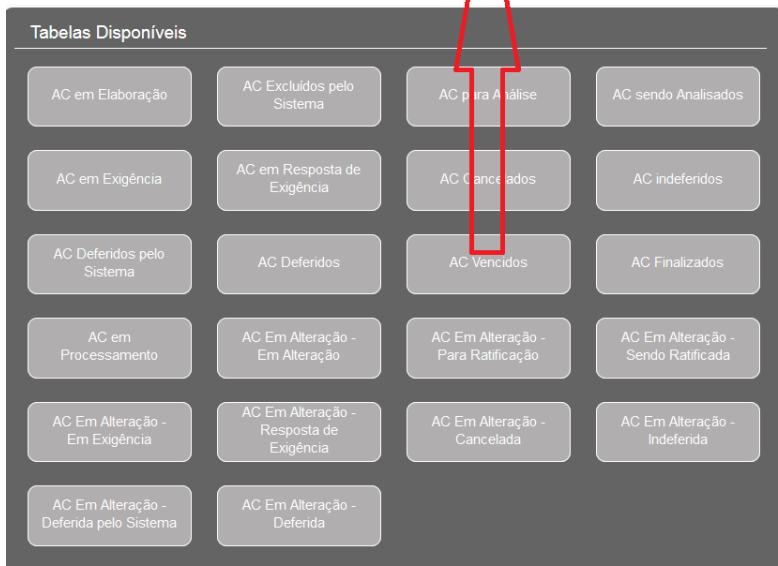 Tabelas Disponíveis
AC em Elaboração
AC Excluídos pelo
Sistema
AC para Análise
AC sendo Analisados
AC em Exigência
AC em Resposta de
Exigência
AC Cancelados
AC indeferidos
AC Deferidos pelo
Sistema
AC Deferidos
AC Vencidos
AC Finalizados
AC em
Processamento
AC Em Alteração -
Em Alteração
AC Em Alteração -
Para Ratificação
AC Em Alteração -
Sendo Ratificada
AC Em Alteração -
Em Exigência
AC Em Alteração -
Resposta de
Exigência
AC Em Alteração -
Cancelada
AC Em Alteração -
Indeferida
AC Em Alteração -
Deferida pelo Sistema
AC Em Alteração -
Deferida